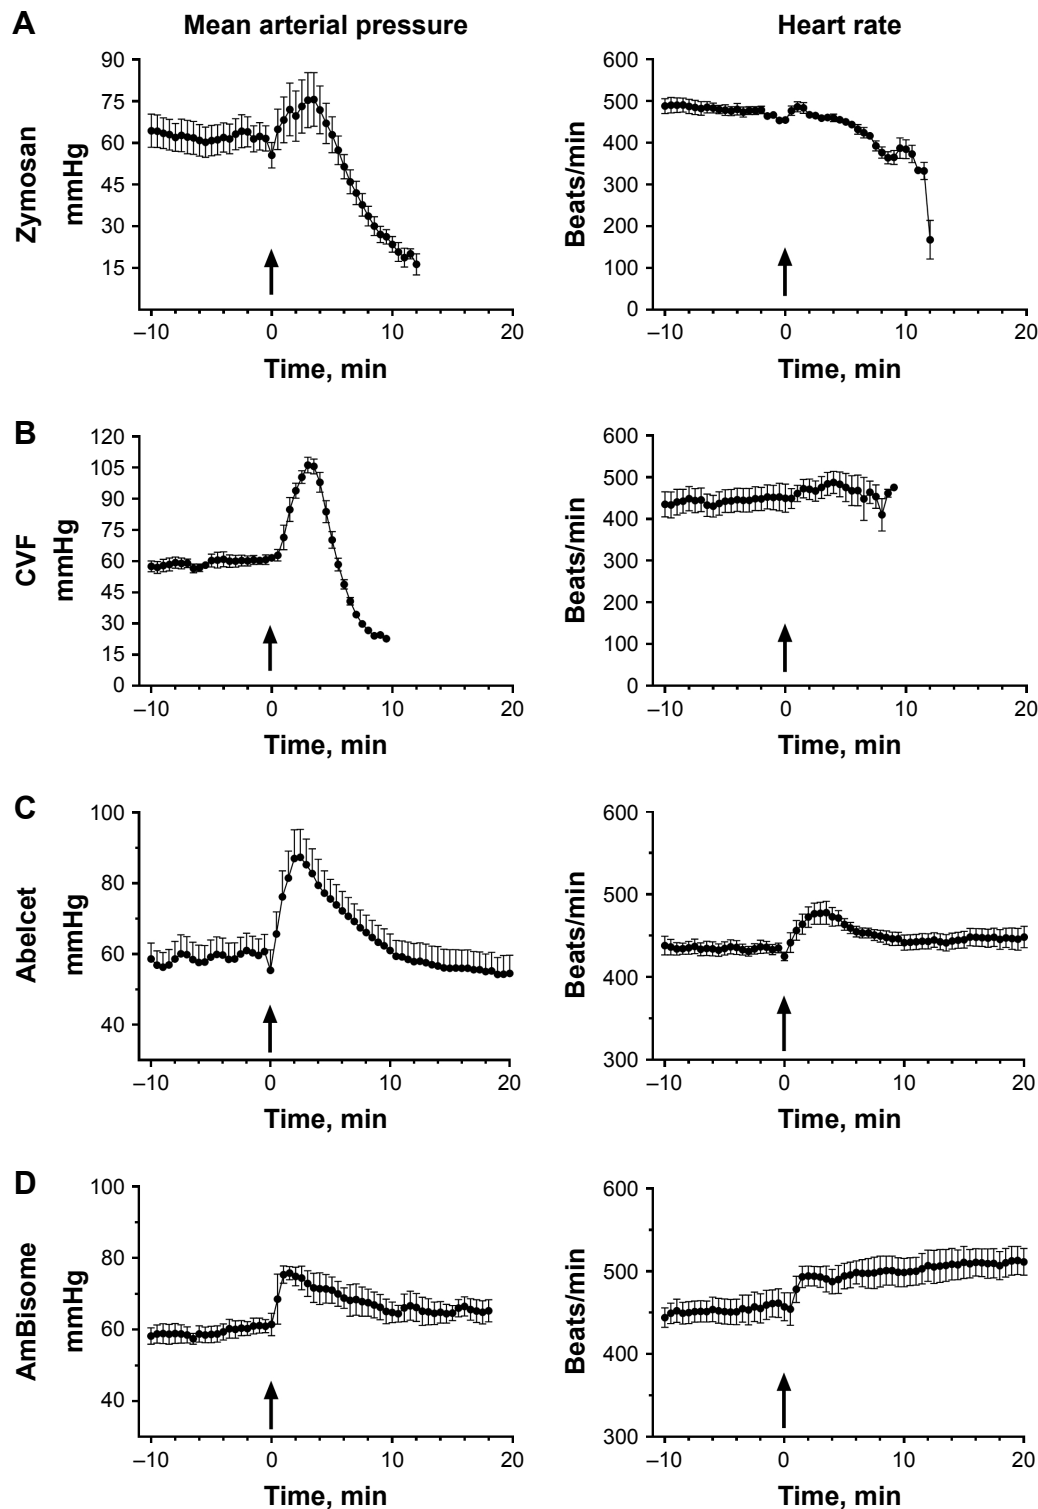 A
Mean arterial pressure
Heart rate
Zymosan
mmHg
90
75
60
45
30
15
–10
0
10
20
Time, min
Beats/min
600
500
400
300
200
100
0
–10
0
10
20
Time, min
B
CVF
mmHg
120
105
90
75
60
45
30
15
0
–10
0
10
20
Time, min
Beats/min
600
500
400
300
200
100
0
–10
0
10
20
Time, min
C
Abelcet
mmHg
100
80
60
40
–10
0
10
20
Time, min
Beats/min
600
500
400
300
–10
0
10
20
Time, min
D
AmBisome
mmHg
100
80
60
40
–10
0
10
20
Time, min
Beats/min
600
500
400
300
–10
0
10
20
Time, min